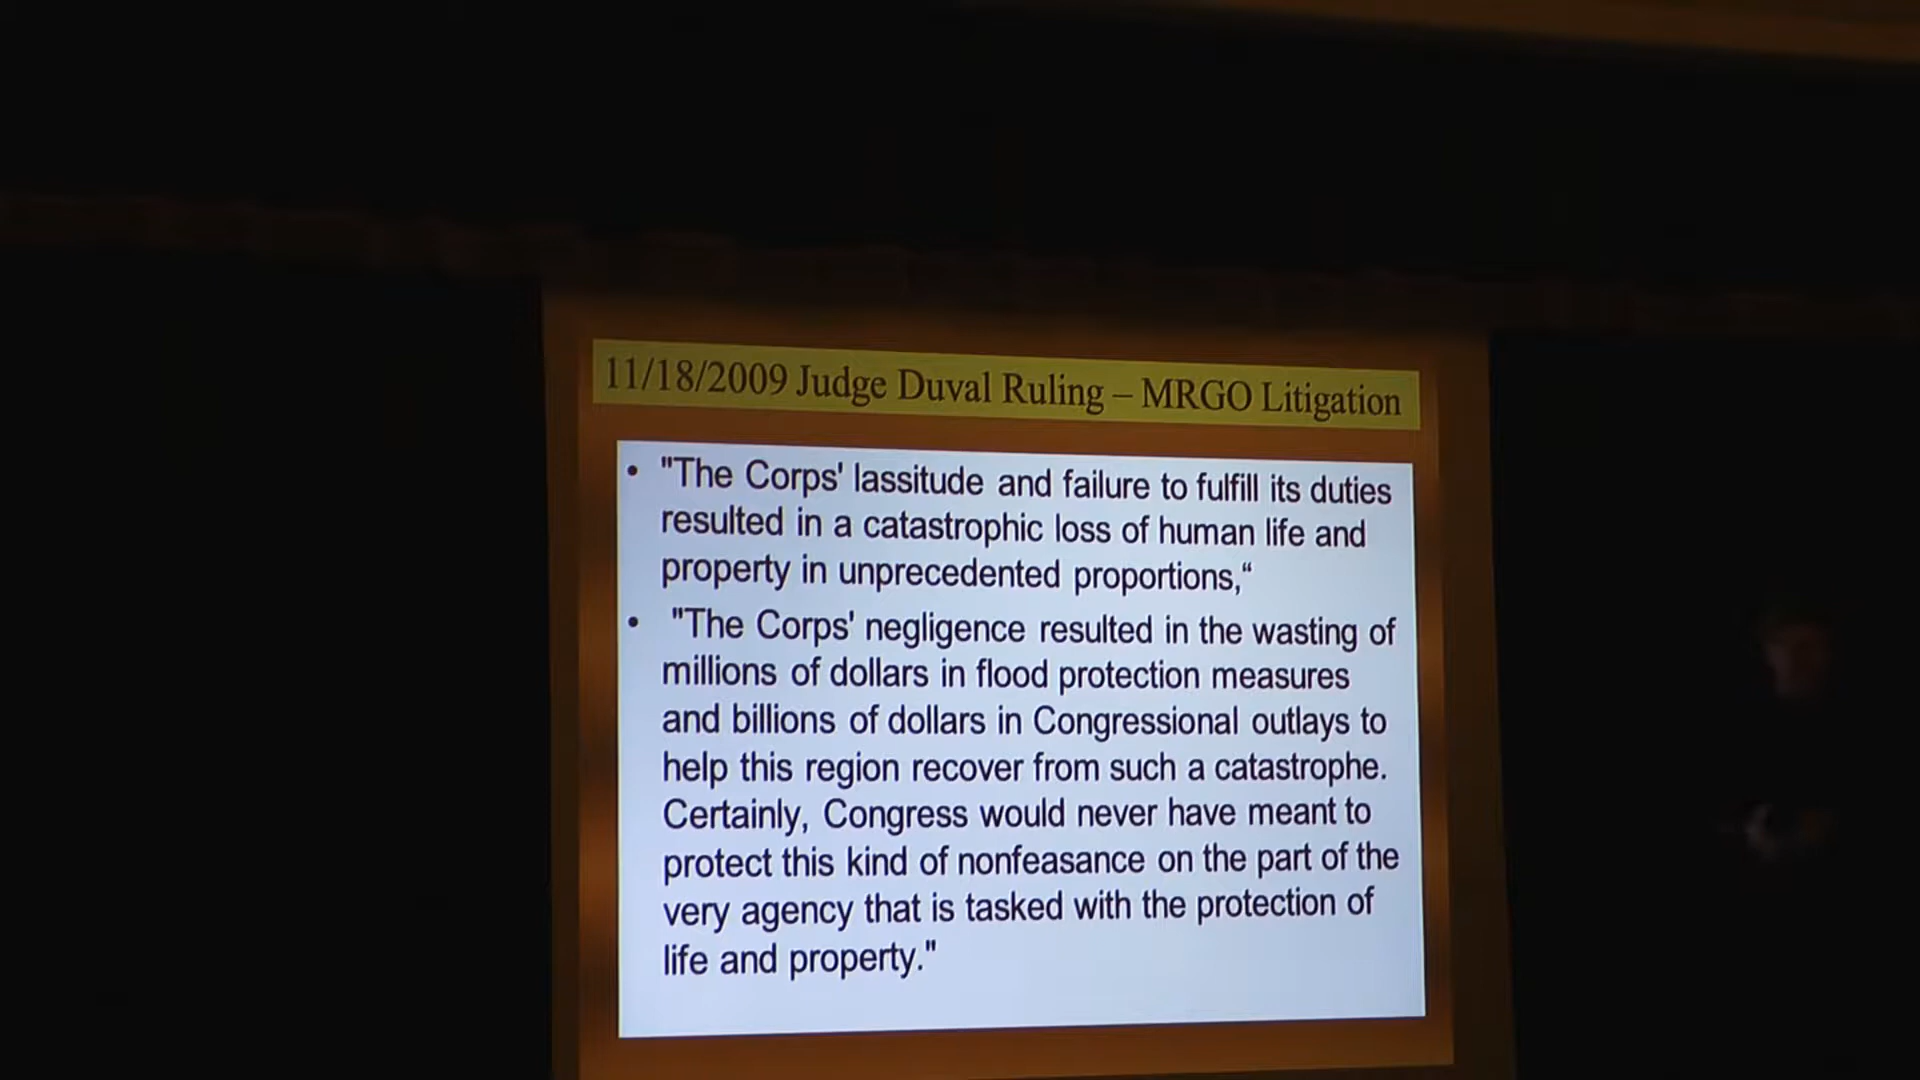 11/18/2009 Judge Duval Ruling – MRGO Litigation
• "The Corps' lassitude and failure to fulfill its duties
resulted in a catastrophic loss of human life and
property in unprecedented proportions,“
• "The Corps' negligence resulted in the wasting of
millions of dollars in flood protection measures
and billions of dollars in Congressional outlays to
help this region recover from such a catastrophe.
Certainly, Congress would never have meant to
protect this kind of nonfeasance on the part of the
very agency that is tasked with the protection of
life and property."